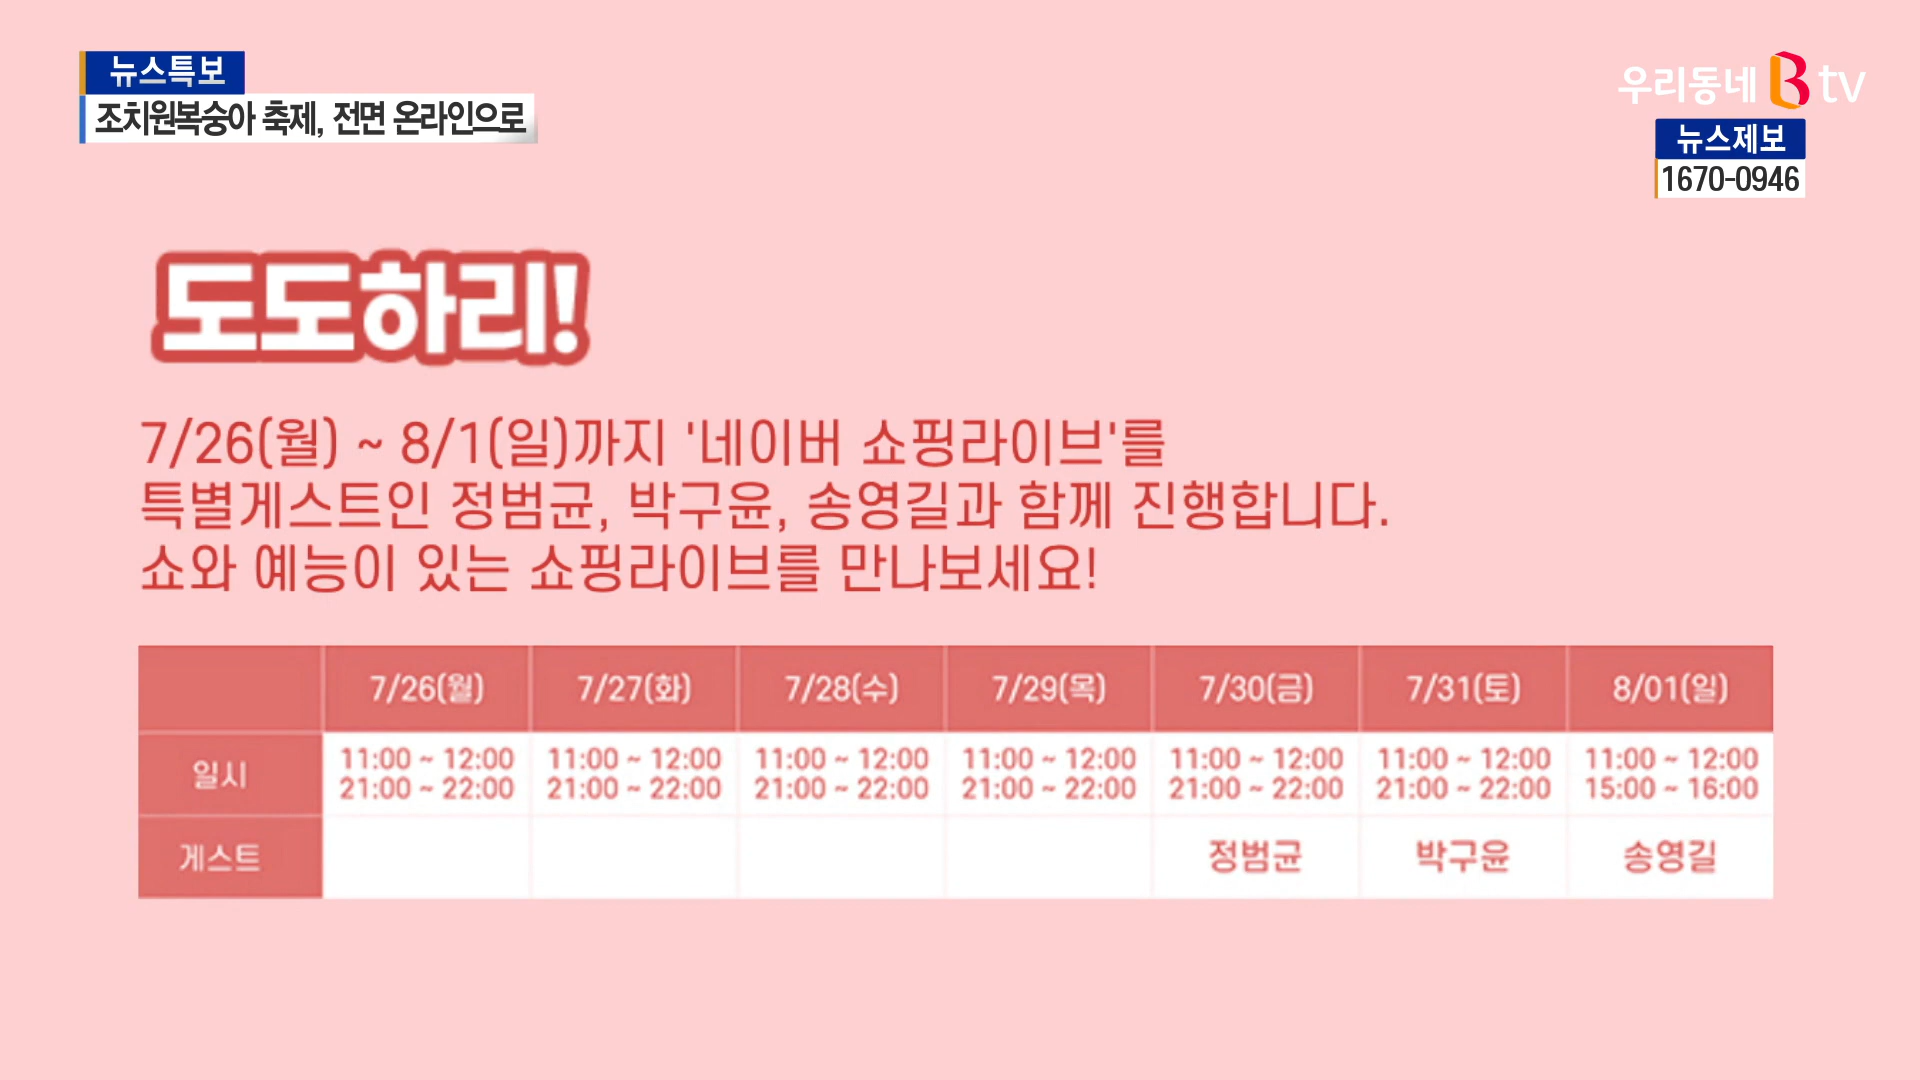 뉴스특보
조치원복숭아 축제, 전면 온라인으로
우리동네 B tv
뉴스제보
1670-0946
도도하리!
7/26(월) ~ 8/1(일)까지 '네이버 쇼핑라이브'를
특별게스트인 정범균, 박구윤, 송영길과 함께 진행합니다.
쇼와 예능이 있는 쇼핑라이브를 만나보세요!
7/26(월) 7/27(화) 7/28(수) 7/29(목) 7/30(금) 7/31(토) 8/01(일)
일시
11:00 ~ 12:00 11:00 ~ 12:00 11:00 ~ 12:00 11:00 ~ 12:00 11:00 ~ 12:00 11:00 ~ 12:00 11:00 ~ 12:00
21:00 ~ 22:00 21:00 ~ 22:00 21:00 ~ 22:00 21:00 ~ 22:00 21:00 ~ 22:00 21:00 ~ 22:00 15:00 ~ 16:00
게스트 정범균 박구윤 송영길